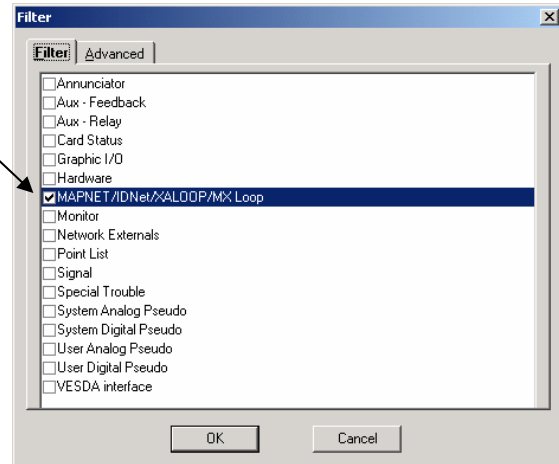 Filter
Filter Advanced
Annunciator
Aux - Feedback
Aux - Relay
Card Status
Graphic I/O
Hardware
MAPNET/IDNet/XALOOP/MX Loop
Monitor
Network Externals
Point List
Signal
Special Trouble
System Analog Pseudo
System Digital Pseudo
User Analog Pseudo
User Digital Pseudo
VESDA interface
OK Cancel